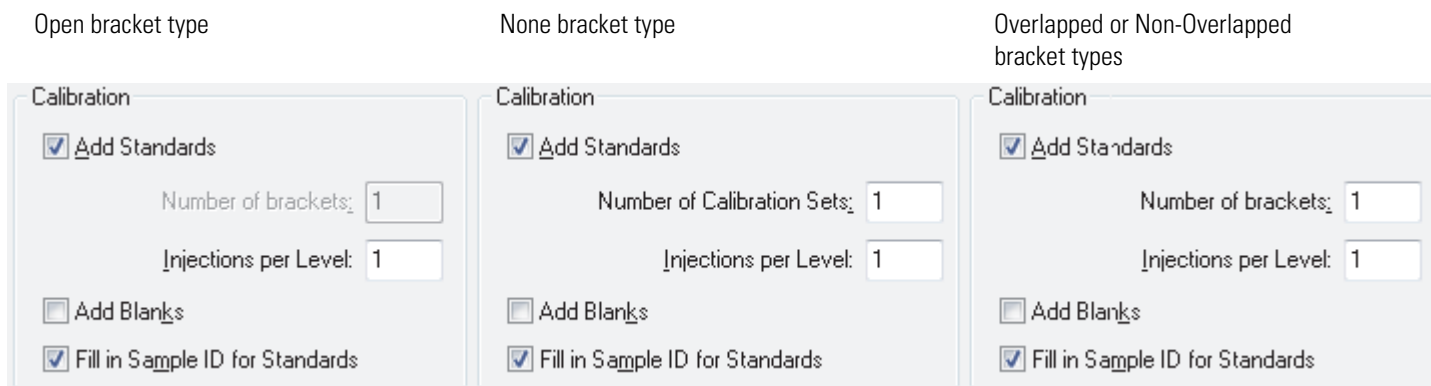 Open bracket type
None bracket type
Overlapped or Non-Overlapped
bracket types
Calibration
Add Standards
Number of brackets: 1
Injections per Level: 1
Add Blanks
Fill in Sample ID for Standards
Calibration
Add Standards
Number of Calibration Sets: 1
Injections per Level: 1
Add Blanks
Fill in Sample ID for Standards
Calibration
Add Standards
Number of brackets: 1
Injections per Level: 1
Add Blanks
Fill in Sample ID for Standards